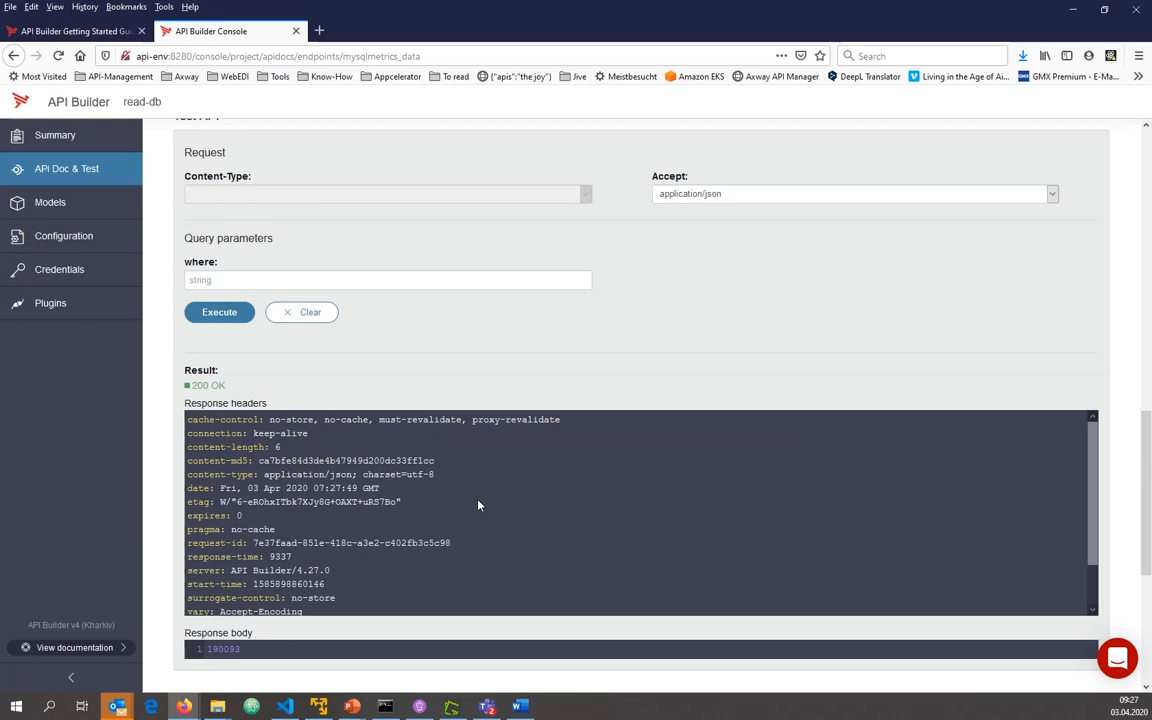 File Edit View History Bookmarks Tools Help
API Builder Getting Started Gui
API Builder Console
api-env:8280/console/project/apidocs/endpoints/mysqlmetrics_data
Search
Most Visited API-Management Axway WebEDI Tools Know-How Appcelerator To read {"apis":"the joy"} Jive Meistbesucht Amazon EKS Axway API Manager DeepL Translator Living in the Age of Ai... GMX Premium - E-Ma...
API Builder read-db
Summary
API Doc & Test
Models
Configuration
Credentials
Plugins
API Builder v4 (Kharkiv)
View documentation
Test API
Request
Content-Type:
Accept:
application/json
Query parameters
where:
string
Execute
Clear
Result:
200 OK
Response headers
cache-control: no-store, no-cache, must-revalidate, proxy-revalidate
connection: keep-alive
content-length: 6
content-md5: ca7bfe84d3de4b47949d200dc33ff1cc
content-type: application/json; charset=utf-8
date: Fri, 03 Apr 2020 07:27:49 GMT
etag: W/"6-eROhxITbk7XJy8G+OAXT+uRS7Bo"
expires: 0
pragma: no-cache
request-id: 7e37faad-851e-418c-a3e2-c402fb3c5c98
response-time: 9337
server: API Builder/4.27.0
start-time: 1585898860146
surrogate-control: no-store
vary: Accept-Encoding
Response body
1 190093
09:27
03.04.2020